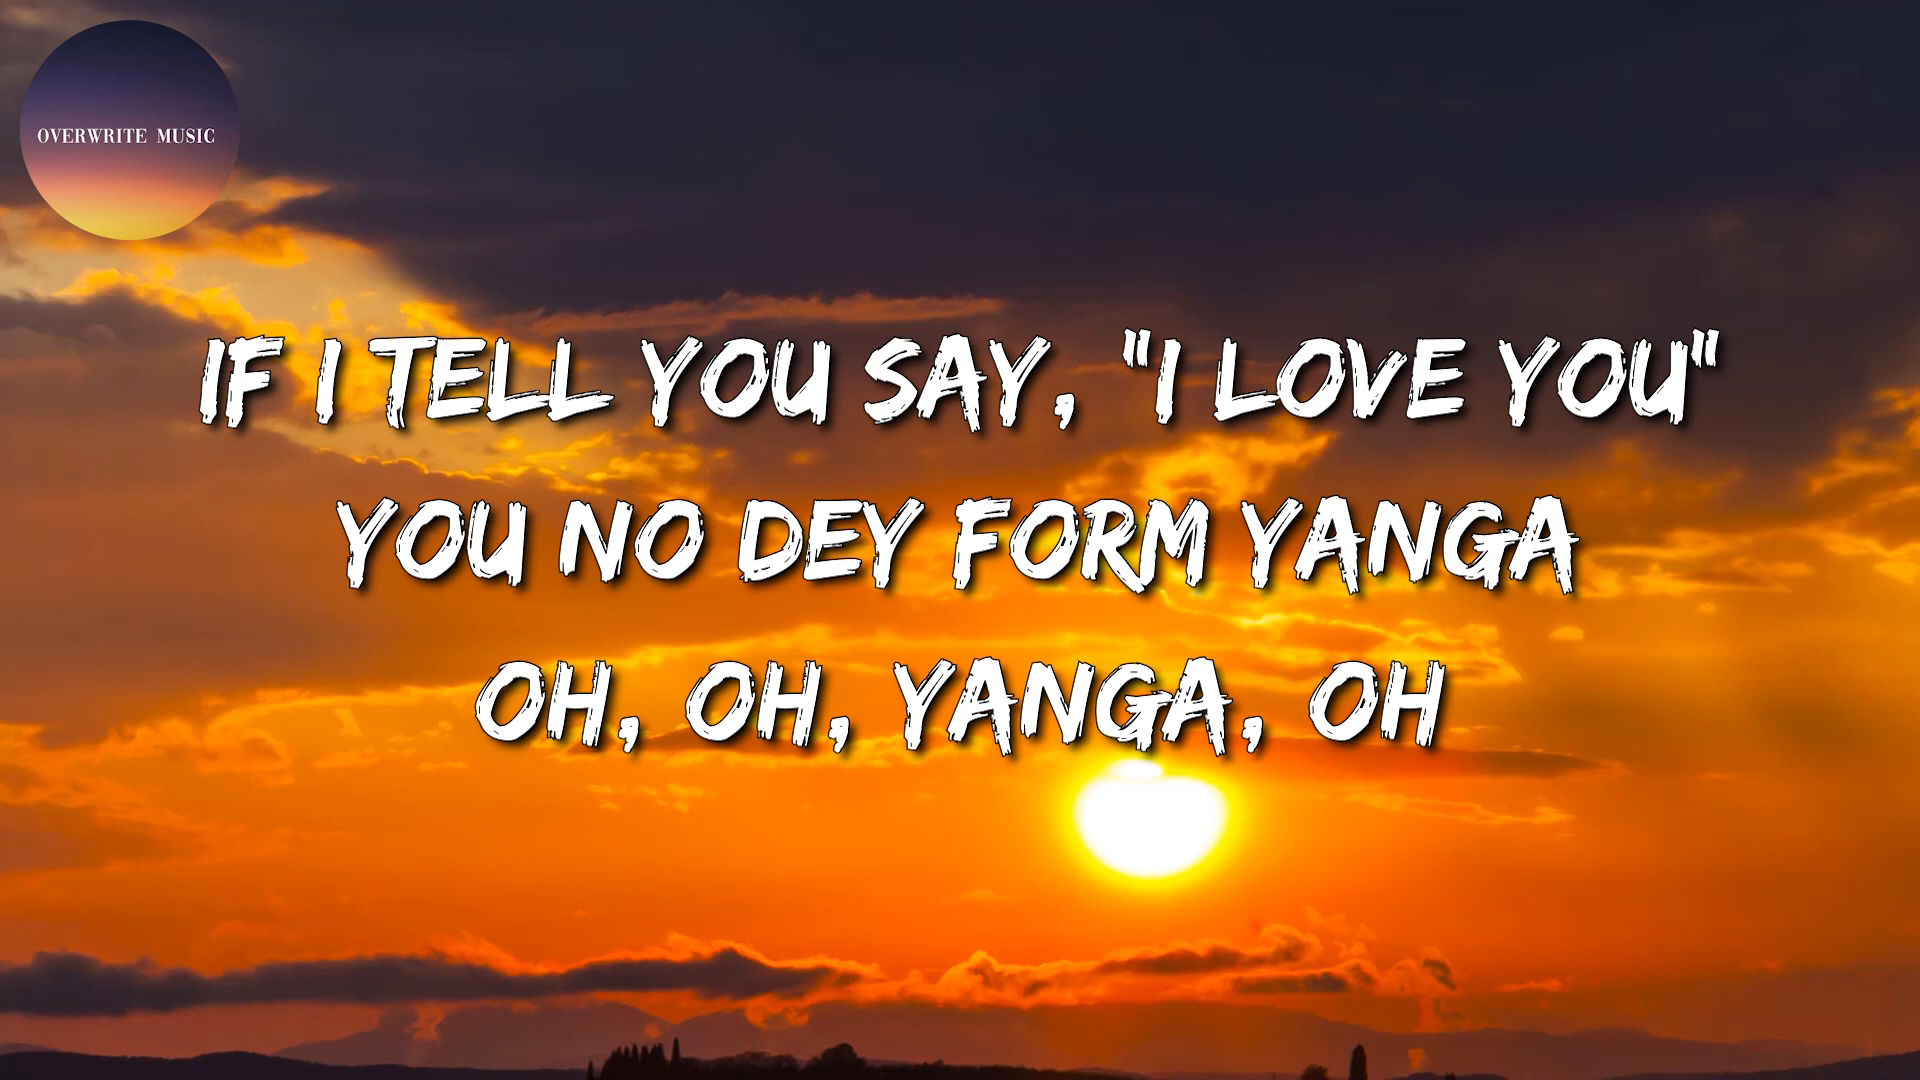 OVERWRITE MUSIC
IF I TELL YOU SAY, "I LOVE YOU"
YOU NO DEY FORM YANGA
OH, OH, YANGA, OH